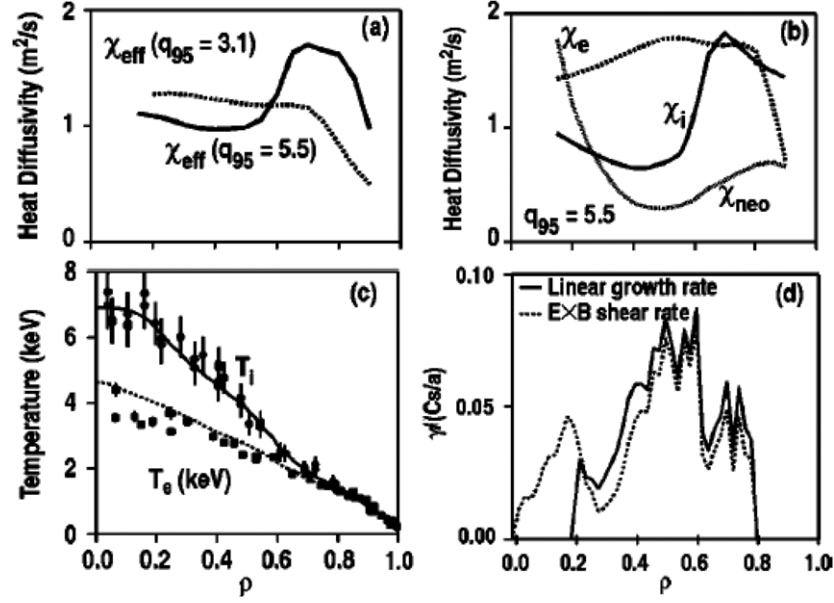 Heat Diffusivity (m²/s)
2
1
0
(a)
χeff (q95 = 3.1)
χeff (q95 = 5.5)
Heat Diffusivity (m²/s)
2
1
0
(b)
χe
χi
χneo
q95 = 5.5
Temperature (keV)
8
6
4
2
0
(c)
Ti
Te (keV)
0.0 0.2 0.4 0.6 0.8 1.0
ρ
γ/(Cs/a)
0.10
0.05
0.00
Linear growth rate
E×B shear rate
(d)
0.0 0.2 0.4 0.6 0.8 1.0
ρ